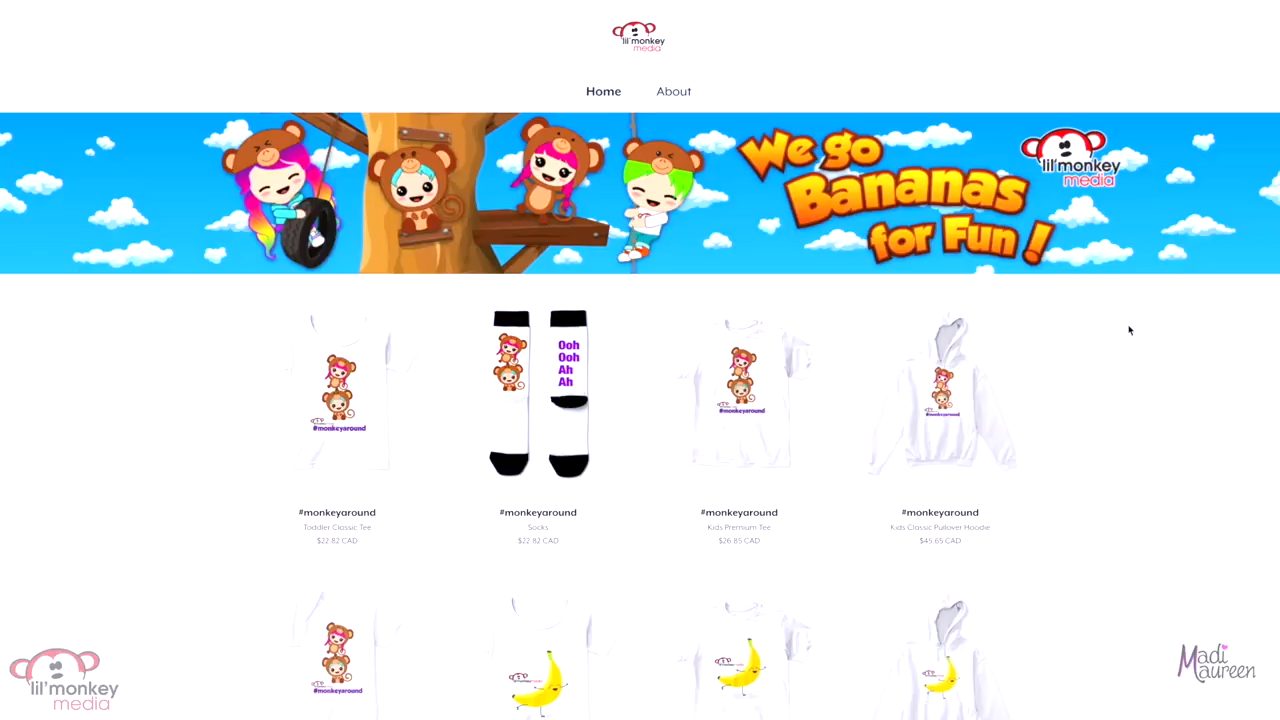 lil'monkey
media
Home About
We go
Bananas
for Fun!
lil'monkey
media
#monkeyaround
Ooh
Ooh
Ah
Ah
#monkeyaround
#monkeyaround
#monkeyaround
Toddler Classic Tee
$22.82 CAD
#monkeyaround
Socks
$22.82 CAD
#monkeyaround
Kids Premium Tee
$26.85 CAD
#monkeyaround
Kids Classic Pullover Hoodie
$45.65 CAD
#monkeyaround
lil'monkey
media
Madi
Maureen